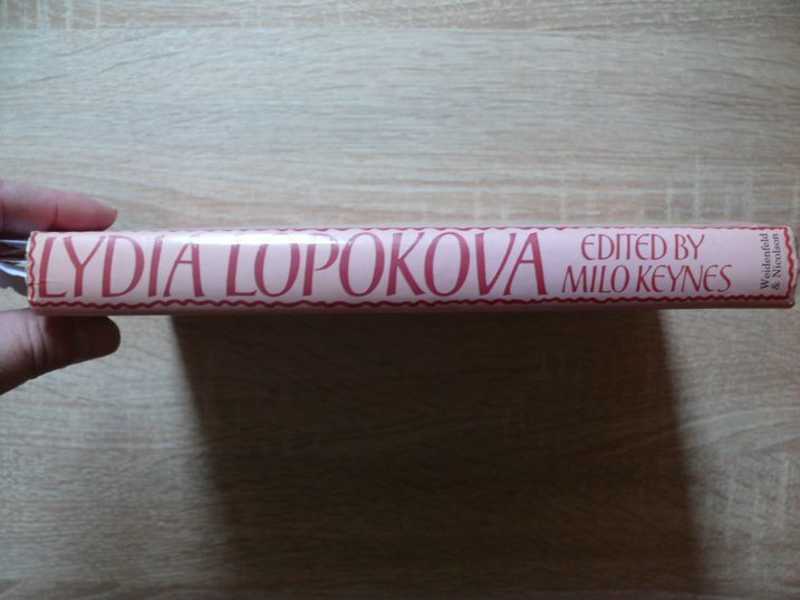 LYDIA LOPOKOVA
EDITED BY
MILO KEYNES
Weidenfeld
& Nicolson